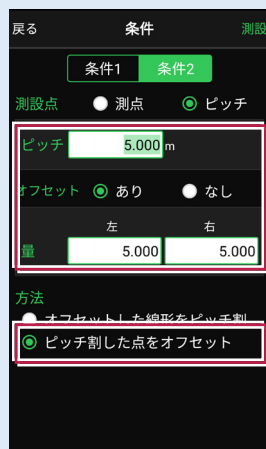 戻る 条件 測設
条件1 条件2
測設点 測点 ピッチ
ピッチ 5.000 m
オフセット あり なし
左 右
量 5.000 5.000
方法
オフセットした線形をピッチ割
ピッチ割した点をオフセット